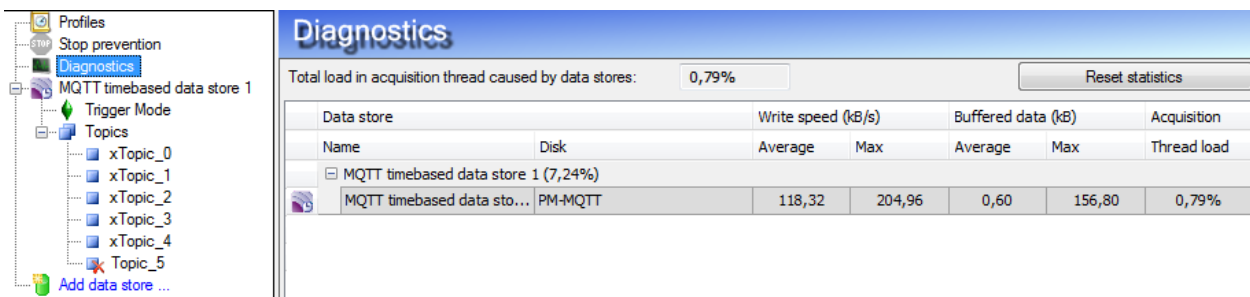 Profiles
STOP Stop prevention
Diagnostics
MQTT timebased data store 1
Trigger Mode
Topics
xTopic_0
xTopic_1
xTopic_2
xTopic_3
xTopic_4
Topic_5
Add data store ...
Diagnostics
Total load in acquisition thread caused by data stores: 0,79% Reset statistics
Data store Write speed (kB/s) Buffered data (kB) Acquisition
Name Disk Average Max Average Max Thread load
MQTT timebased data store 1 (7,24%)
MQTT timebased data sto... PM-MQTT 118,32 204,96 0,60 156,80 0,79%